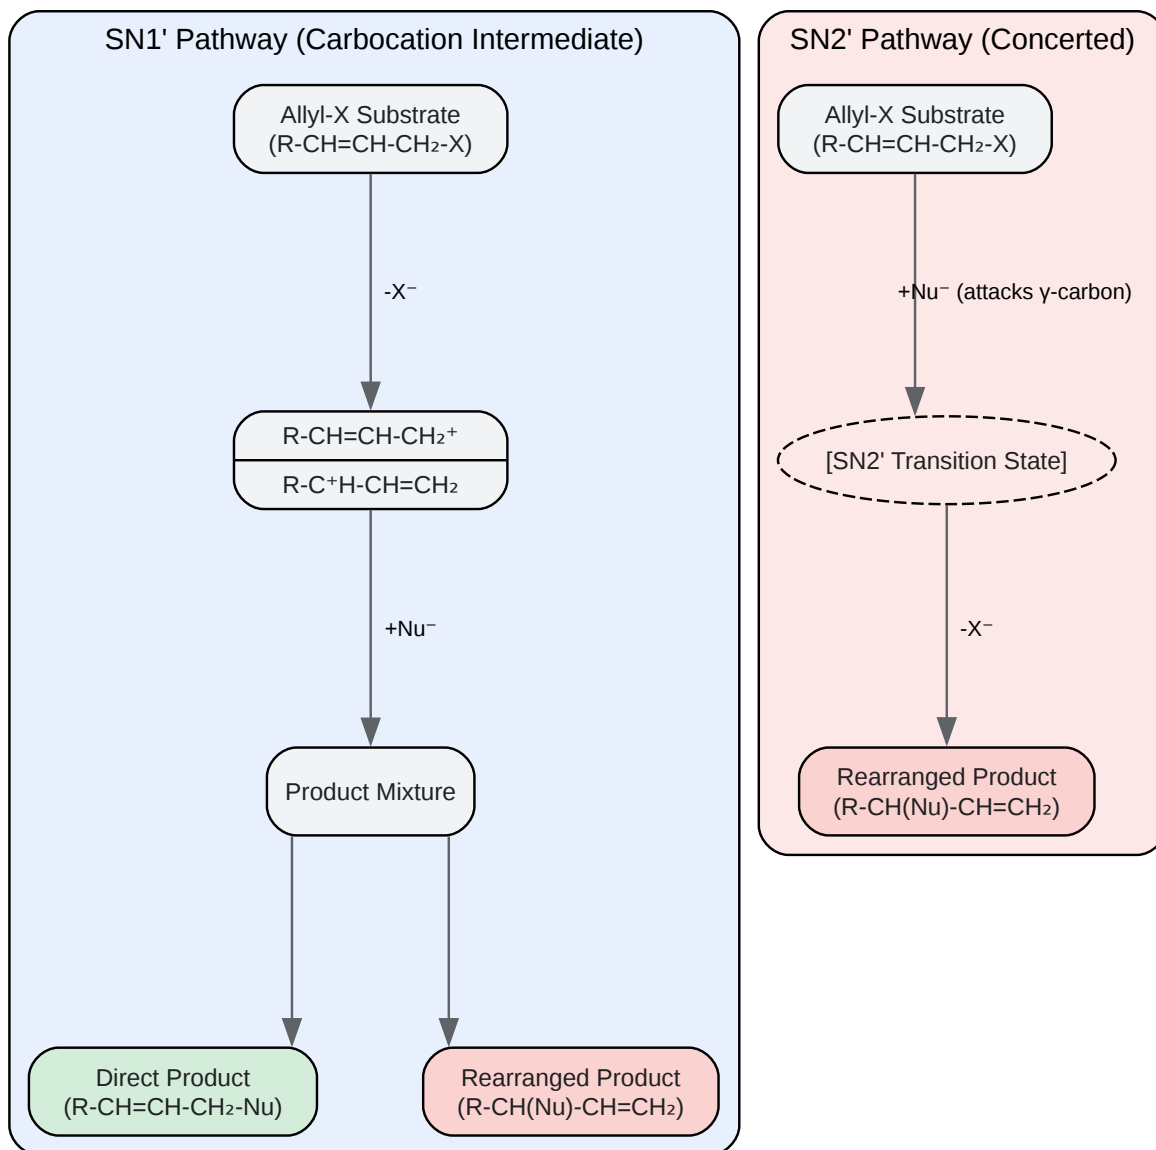 SN1' Pathway (Carbocation Intermediate)
Allyl-X Substrate
(R-CH=CH-CH₂-X)
-X⁻
R-CH=CH-CH₂⁺
R-C⁺H-CH=CH₂
+Nu⁻
Product Mixture
Direct Product
(R-CH=CH-CH₂-Nu)
Rearranged Product
(R-CH(Nu)-CH=CH₂)
SN2' Pathway (Concerted)
Allyl-X Substrate
(R-CH=CH-CH₂-X)
+Nu⁻ (attacks γ-carbon)
[SN2' Transition State]
-X⁻
Rearranged Product
(R-CH(Nu)-CH=CH₂)